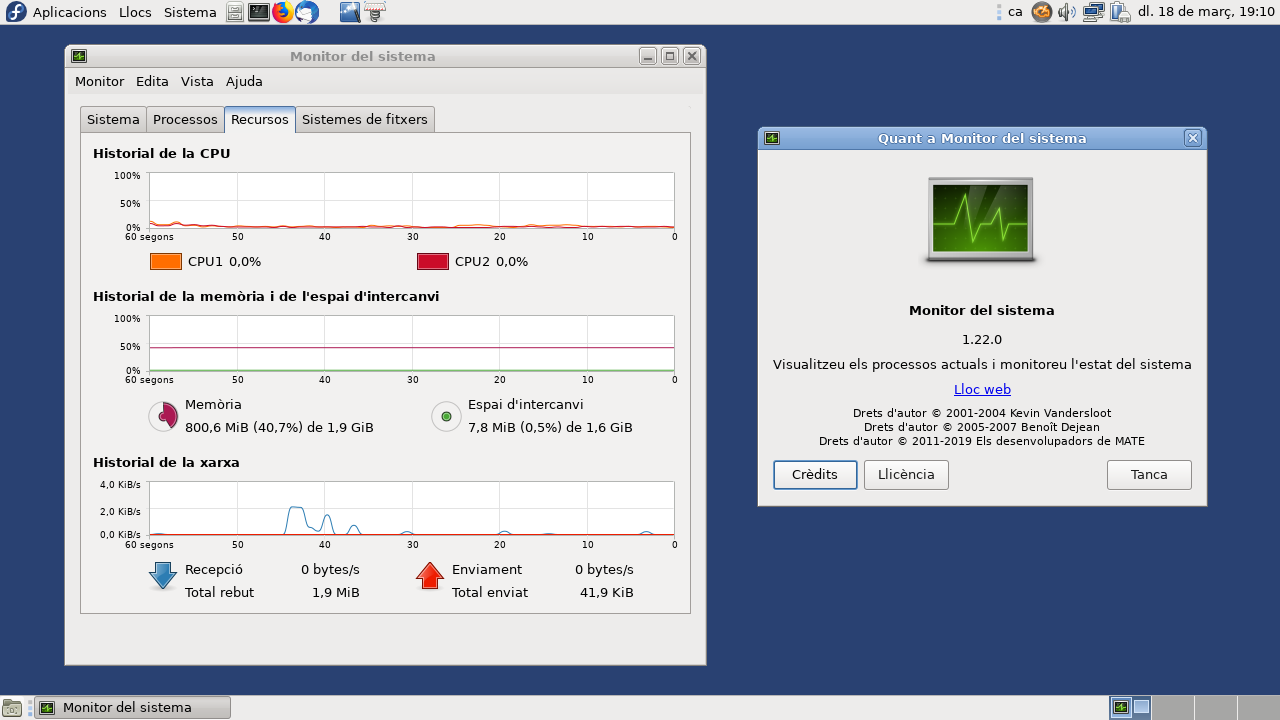 Aplicacions Llocs Sistema ca dl. 18 de març, 19:10
Monitor del sistema
Monitor Edita Vista Ajuda
Sistema Processos Recursos Sistemes de fitxers
Historial de la CPU
100%
50%
0%
60 segons 50 40 30 20 10 0
CPU1 0,0% CPU2 0,0%
Historial de la memòria i de l'espai d'intercanvi
100%
50%
0%
60 segons 50 40 30 20 10 0
Memòria Espai d'intercanvi
800,6 MiB (40,7%) de 1,9 GiB 7,8 MiB (0,5%) de 1,6 GiB
Historial de la xarxa
4,0 KiB/s
2,0 KiB/s
0,0 KiB/s
60 segons 50 40 30 20 10 0
Recepció 0 bytes/s Enviament 0 bytes/s
Total rebut 1,9 MiB Total enviat 41,9 KiB
Quant a Monitor del sistema
Monitor del sistema
1.22.0
Visualitzeu els processos actuals i monitoreu l'estat del sistema
Lloc web
Drets d'autor © 2001-2004 Kevin Vandersloot
Drets d'autor © 2005-2007 Benoît Dejean
Drets d'autor © 2011-2019 Els desenvolupadors de MATE
Crèdits Llicència Tanca
Monitor del sistema